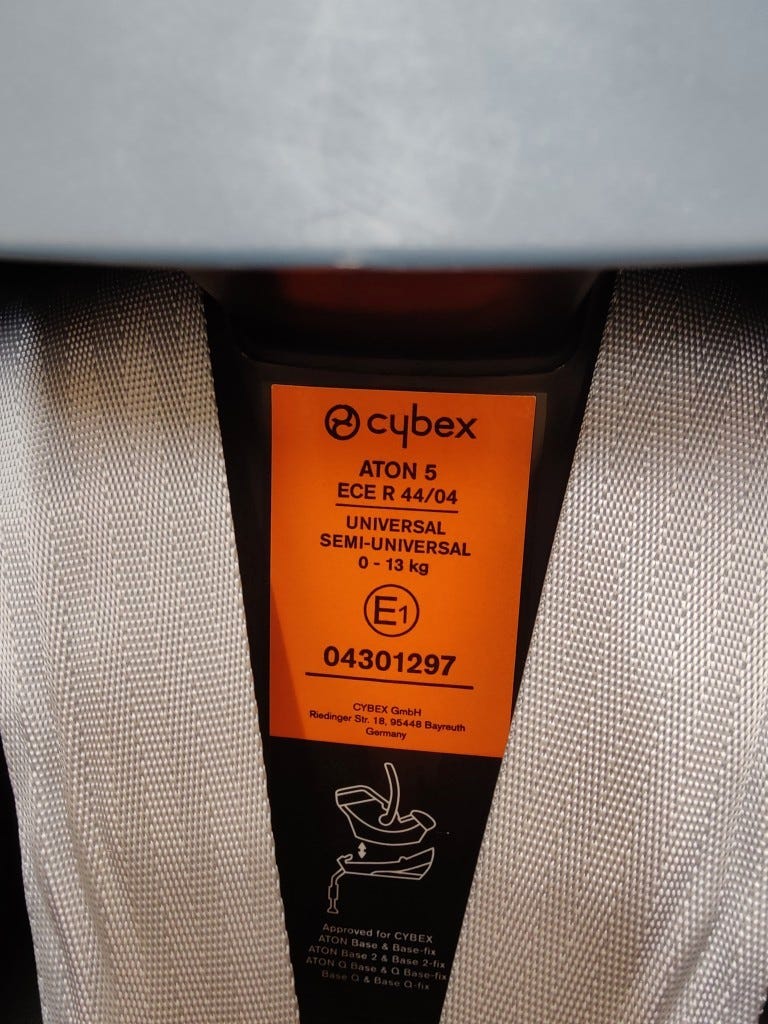 cybex
ATON 5
ECE R 44/04
UNIVERSAL
SEMI-UNIVERSAL
0 - 13 kg
E1
04301297
CYBEX GmbH
Riedinger Str. 18, 95448 Bayreuth
Germany
Approved for CYBEX
ATON Base & Base-fix
ATON Base 2 & Base 2-fix
ATON Q Base & Q Base-fix
Base Q & Base Q-fix